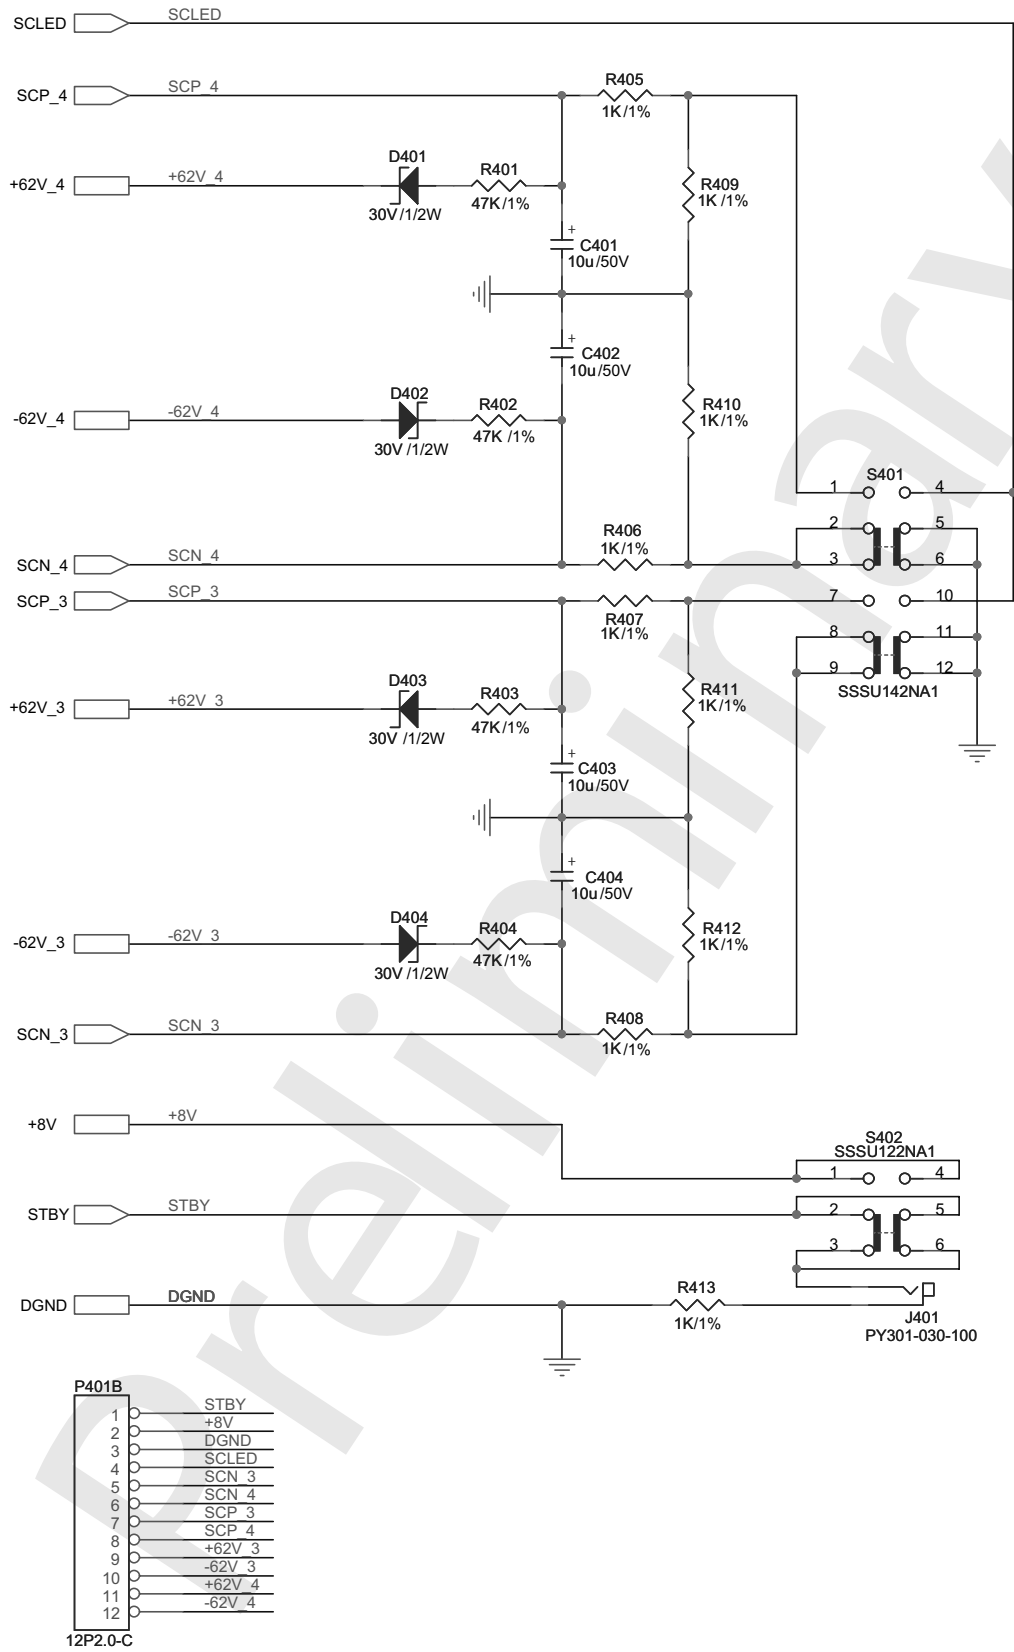 SCLED
SCLED
SCP_4
SCP_4
R405
1K/1%
+62V_4
+62V_4
D401
30V/1/2W
R401
47K/1%
R409
1K/1%
+
C401
10u/50V
+
C402
10u/50V
-62V_4
-62V_4
D402
30V/1/2W
R402
47K/1%
R410
1K/1%
S401
1
4
2
5
3
6
7
10
8
11
9
12
SSSU142NA1
SCN_4
SCN_4
R406
1K/1%
SCP_3
SCP_3
R407
1K/1%
+62V_3
+62V_3
D403
30V/1/2W
R403
47K/1%
R411
1K/1%
+
C403
10u/50V
+
C404
10u/50V
-62V_3
-62V_3
D404
30V/1/2W
R404
47K/1%
R412
1K/1%
SCN_3
SCN_3
R408
1K/1%
+8V
+8V
S402
SSSU122NA1
1
4
STBY
STBY
2
5
3
6
DGND
DGND
R413
1K/1%
J401
PY301-030-100
P401B
1 STBY
2 +8V
3 DGND
4 SCLED
5 SCN_3
6 SCN_4
7 SCP_3
8 SCP_4
9 +62V_3
10 -62V_3
11 +62V_4
12 -62V_4
12P2.0-C
Preliminary